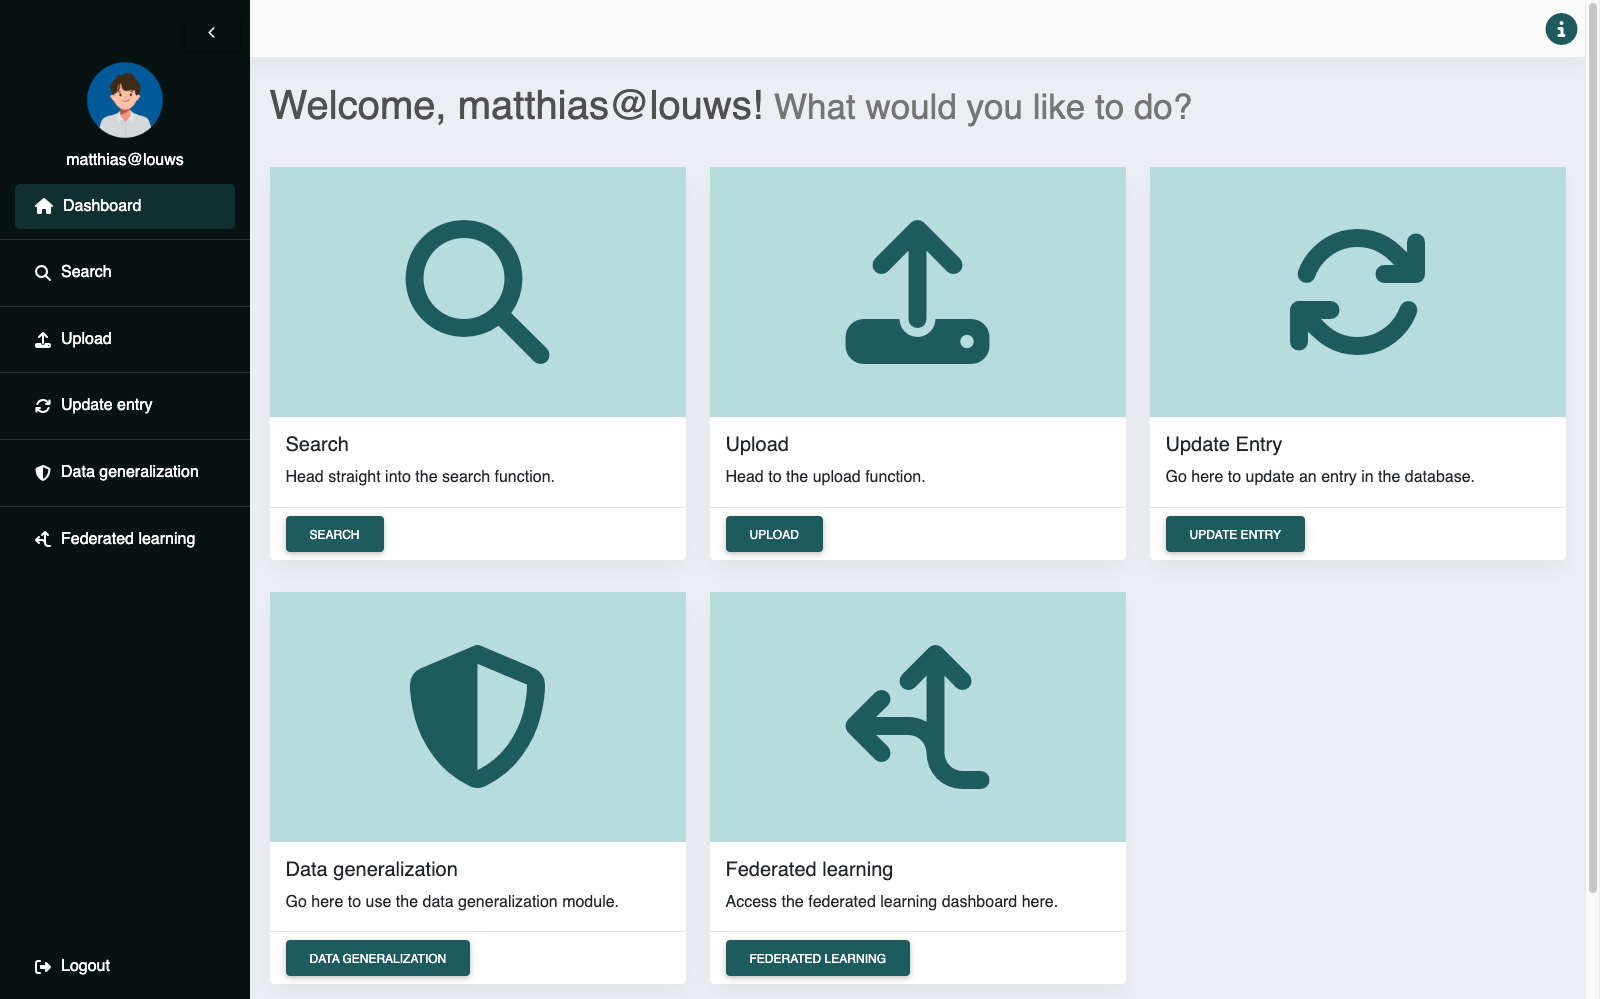 matthias@louws
Dashboard
Search
Upload
Update entry
Data generalization
Federated learning
Logout
Welcome, matthias@louws! What would you like to do?
Search
Head straight into the search function.
SEARCH
Upload
Head to the upload function.
UPLOAD
Update Entry
Go here to update an entry in the database.
UPDATE ENTRY
Data generalization
Go here to use the data generalization module.
DATA GENERALIZATION
Federated learning
Access the federated learning dashboard here.
FEDERATED LEARNING